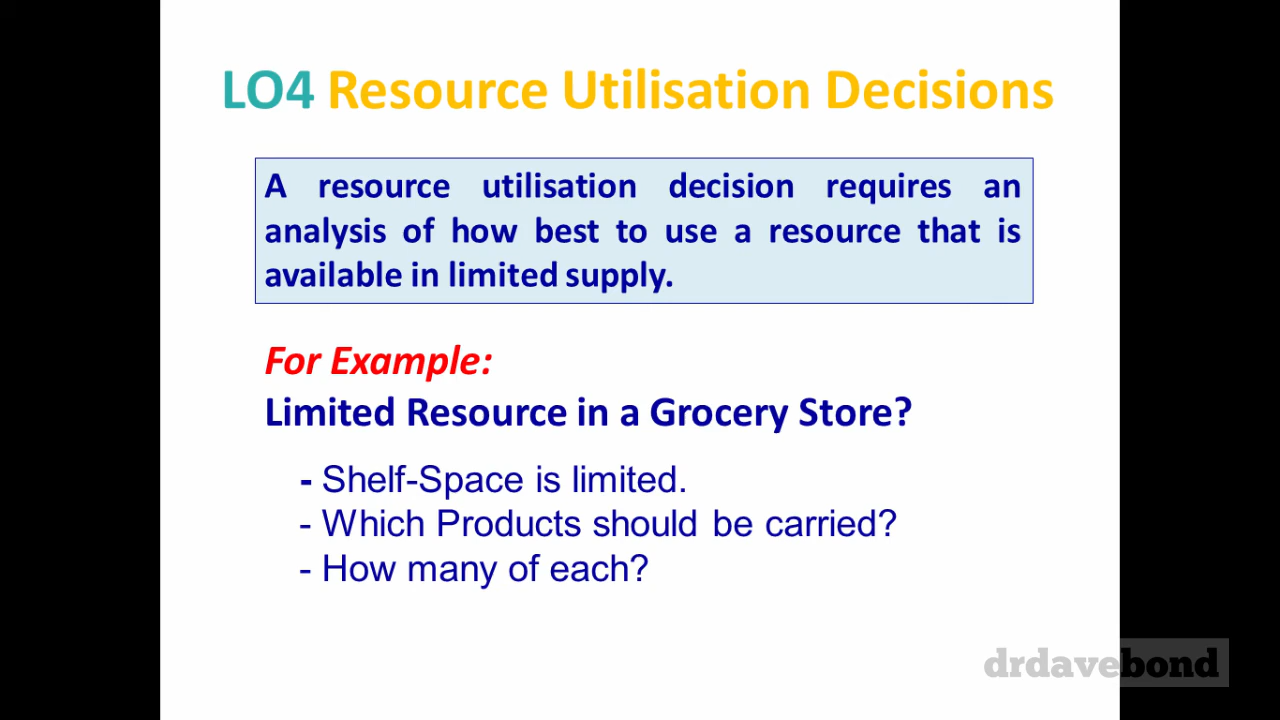 LO4 Resource Utilisation Decisions
A resource utilisation decision requires an
analysis of how best to use a resource that is
available in limited supply.
For Example:
Limited Resource in a Grocery Store?
- Shelf-Space is limited.
- Which Products should be carried?
- How many of each?
drdavebond